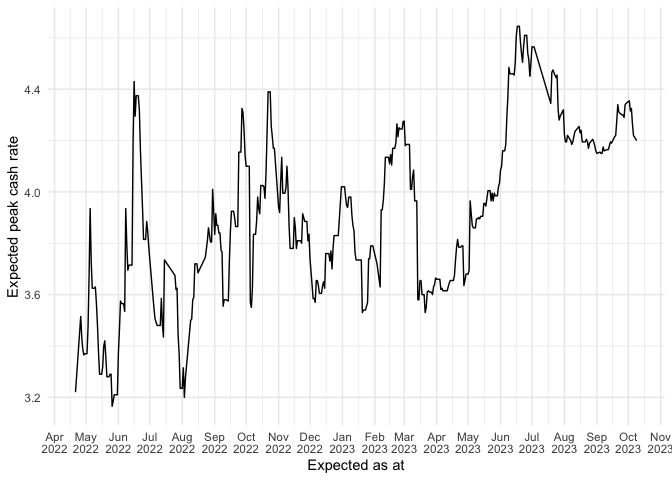 Expected peak cash rate
4.4
4.0
3.6
3.2
Apr May Jun Jul Aug Sep Oct Nov Dec Jan Feb Mar Apr May Jun Jul Aug Sep Oct Nov
2022 2022 2022 2022 2022 2022 2022 2022 2022 2023 2023 2023 2023 2023 2023 2023 2023 2023 2023 2023
Expected as at